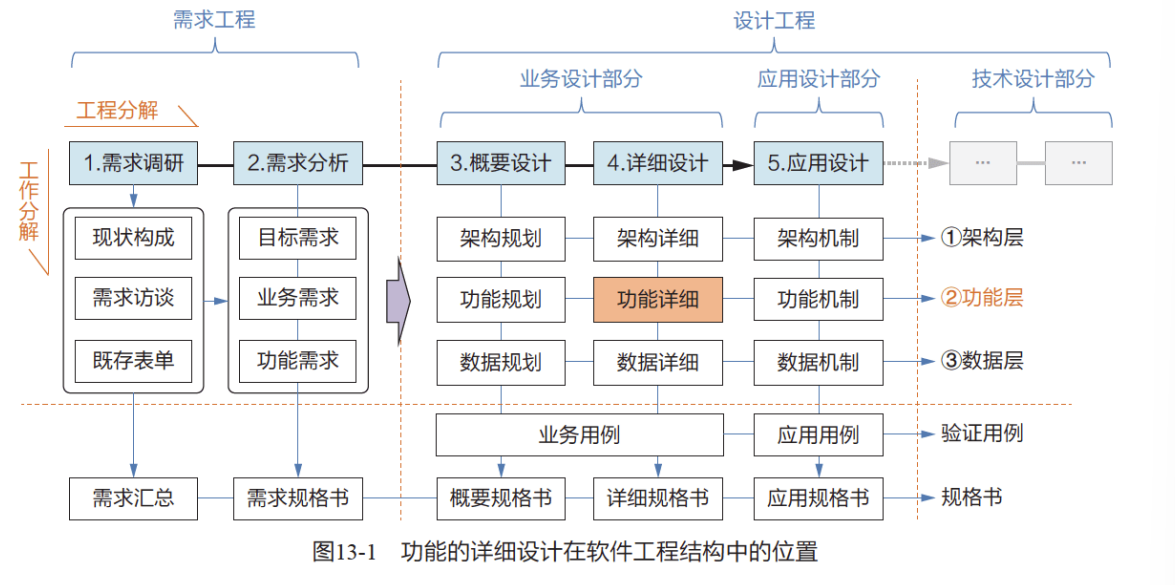 需求工程
设计工程
业务设计部分
应用设计部分
技术设计部分
工程分解
工作分解
1.需求调研
2.需求分析
3.概要设计
4.详细设计
5.应用设计
...
...
现状构成
目标需求
架构规划
架构详细
架构机制
①架构层
需求访谈
业务需求
功能规划
功能详细
功能机制
②功能层
既存表单
功能需求
数据规划
数据详细
数据机制
③数据层
业务用例
应用用例
验证用例
需求汇总
需求规格书
概要规格书
详细规格书
应用规格书
规格书
图13-1 功能的详细设计在软件工程结构中的位置